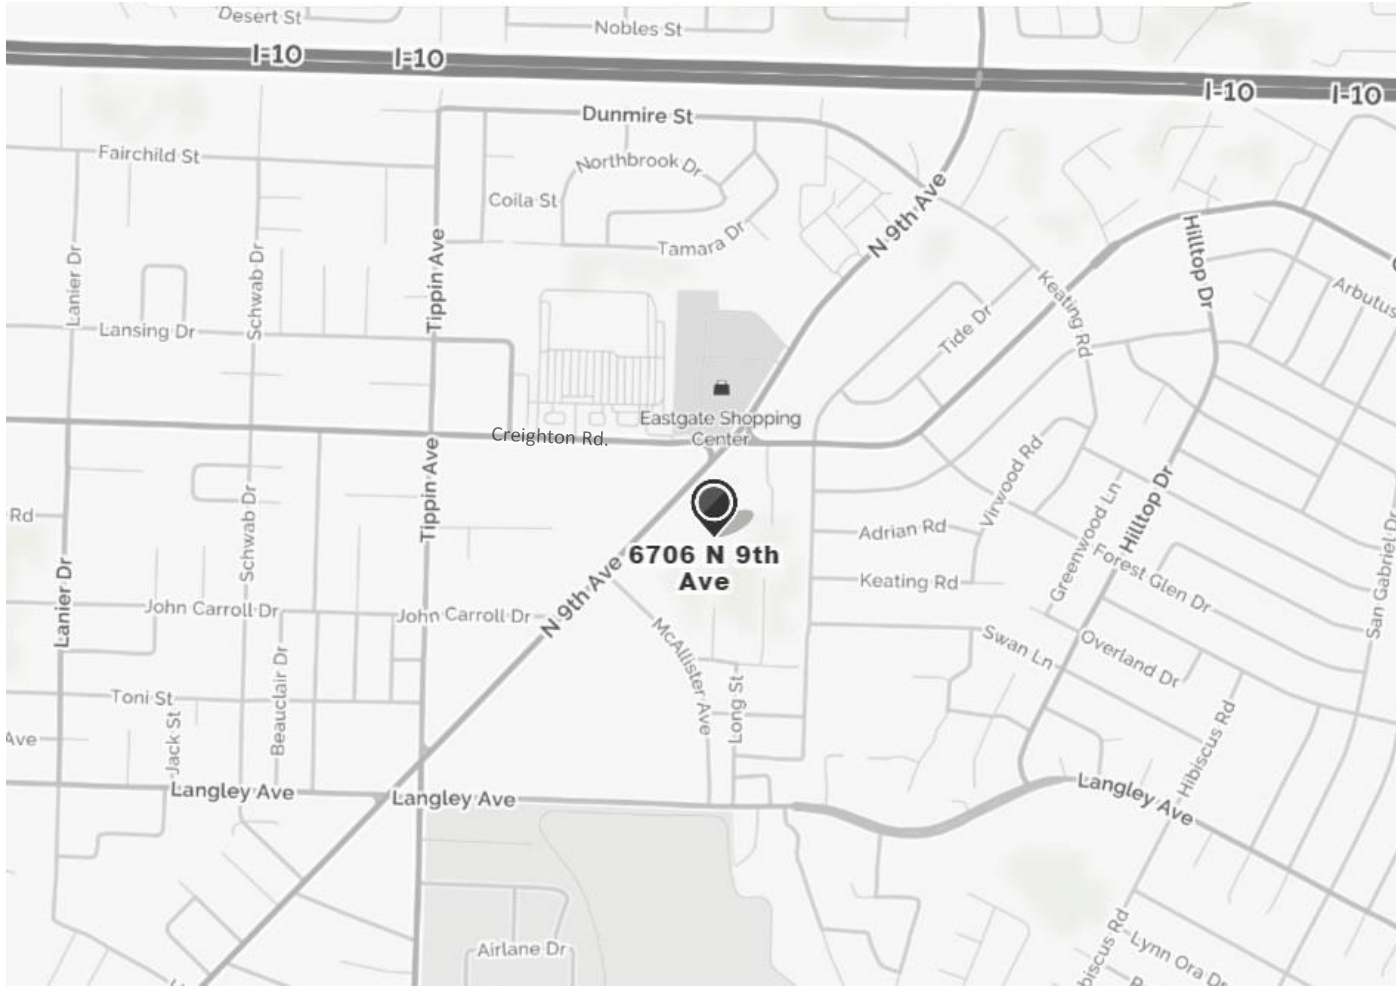 Desert St
Nobles St
I-10
I-10
I-10
I-10
Dunmire St
Fairchild St
Northbrook Dr
Coila St
N 9th Ave
Tamara Dr
Lanier Dr
Schwab Dr
Tippin Ave
Hilltop Dr
Keating Rd
Arbutus
Lansing Dr
Tide Dr
Eastgate Shopping
Center
Creighton Rd.
Tippin Ave
Schwab Dr
Virwood Rd
Greenwood Ln
Hilltop Dr
San Gabriel Dr
Rd
Adrian Rd
6706 N 9th
Ave
Keating Rd
Forest Glen Dr
Lanier Dr
John Carroll Dr
John Carroll Dr
N 9th Ave
McAllister Ave
Swan Ln
Overland Dr
Beauclair Dr
Toni St
Long St
Jack St
Ave
Hibiscus Rd
Langley Ave
Langley Ave
Langley Ave
Airlane Dr
biscus Rd
Lynn Ora Dr